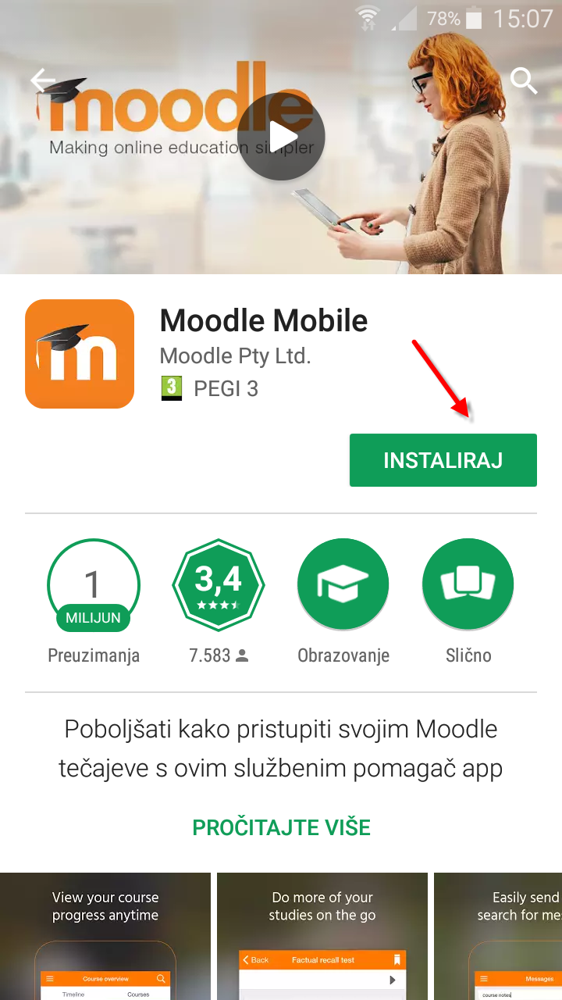 78% 15:07
moodle
Making online education simpler
m
Moodle Mobile
Moodle Pty Ltd.
3 PEGI 3
INSTALIRAJ
1
MILIJUN
Preuzimanja
3,4
7.583
Obrazovanje
Slično
Poboljšati kako pristupiti svojim Moodle
tečajeve s ovim službenim pomagač app
PROČITAJTE VIŠE
View your course
progress anytime
Course overview
Timeline Courses
Do more of your
studies on the go
Back Factual recall test
Easily send
search for me
Messages
course notes